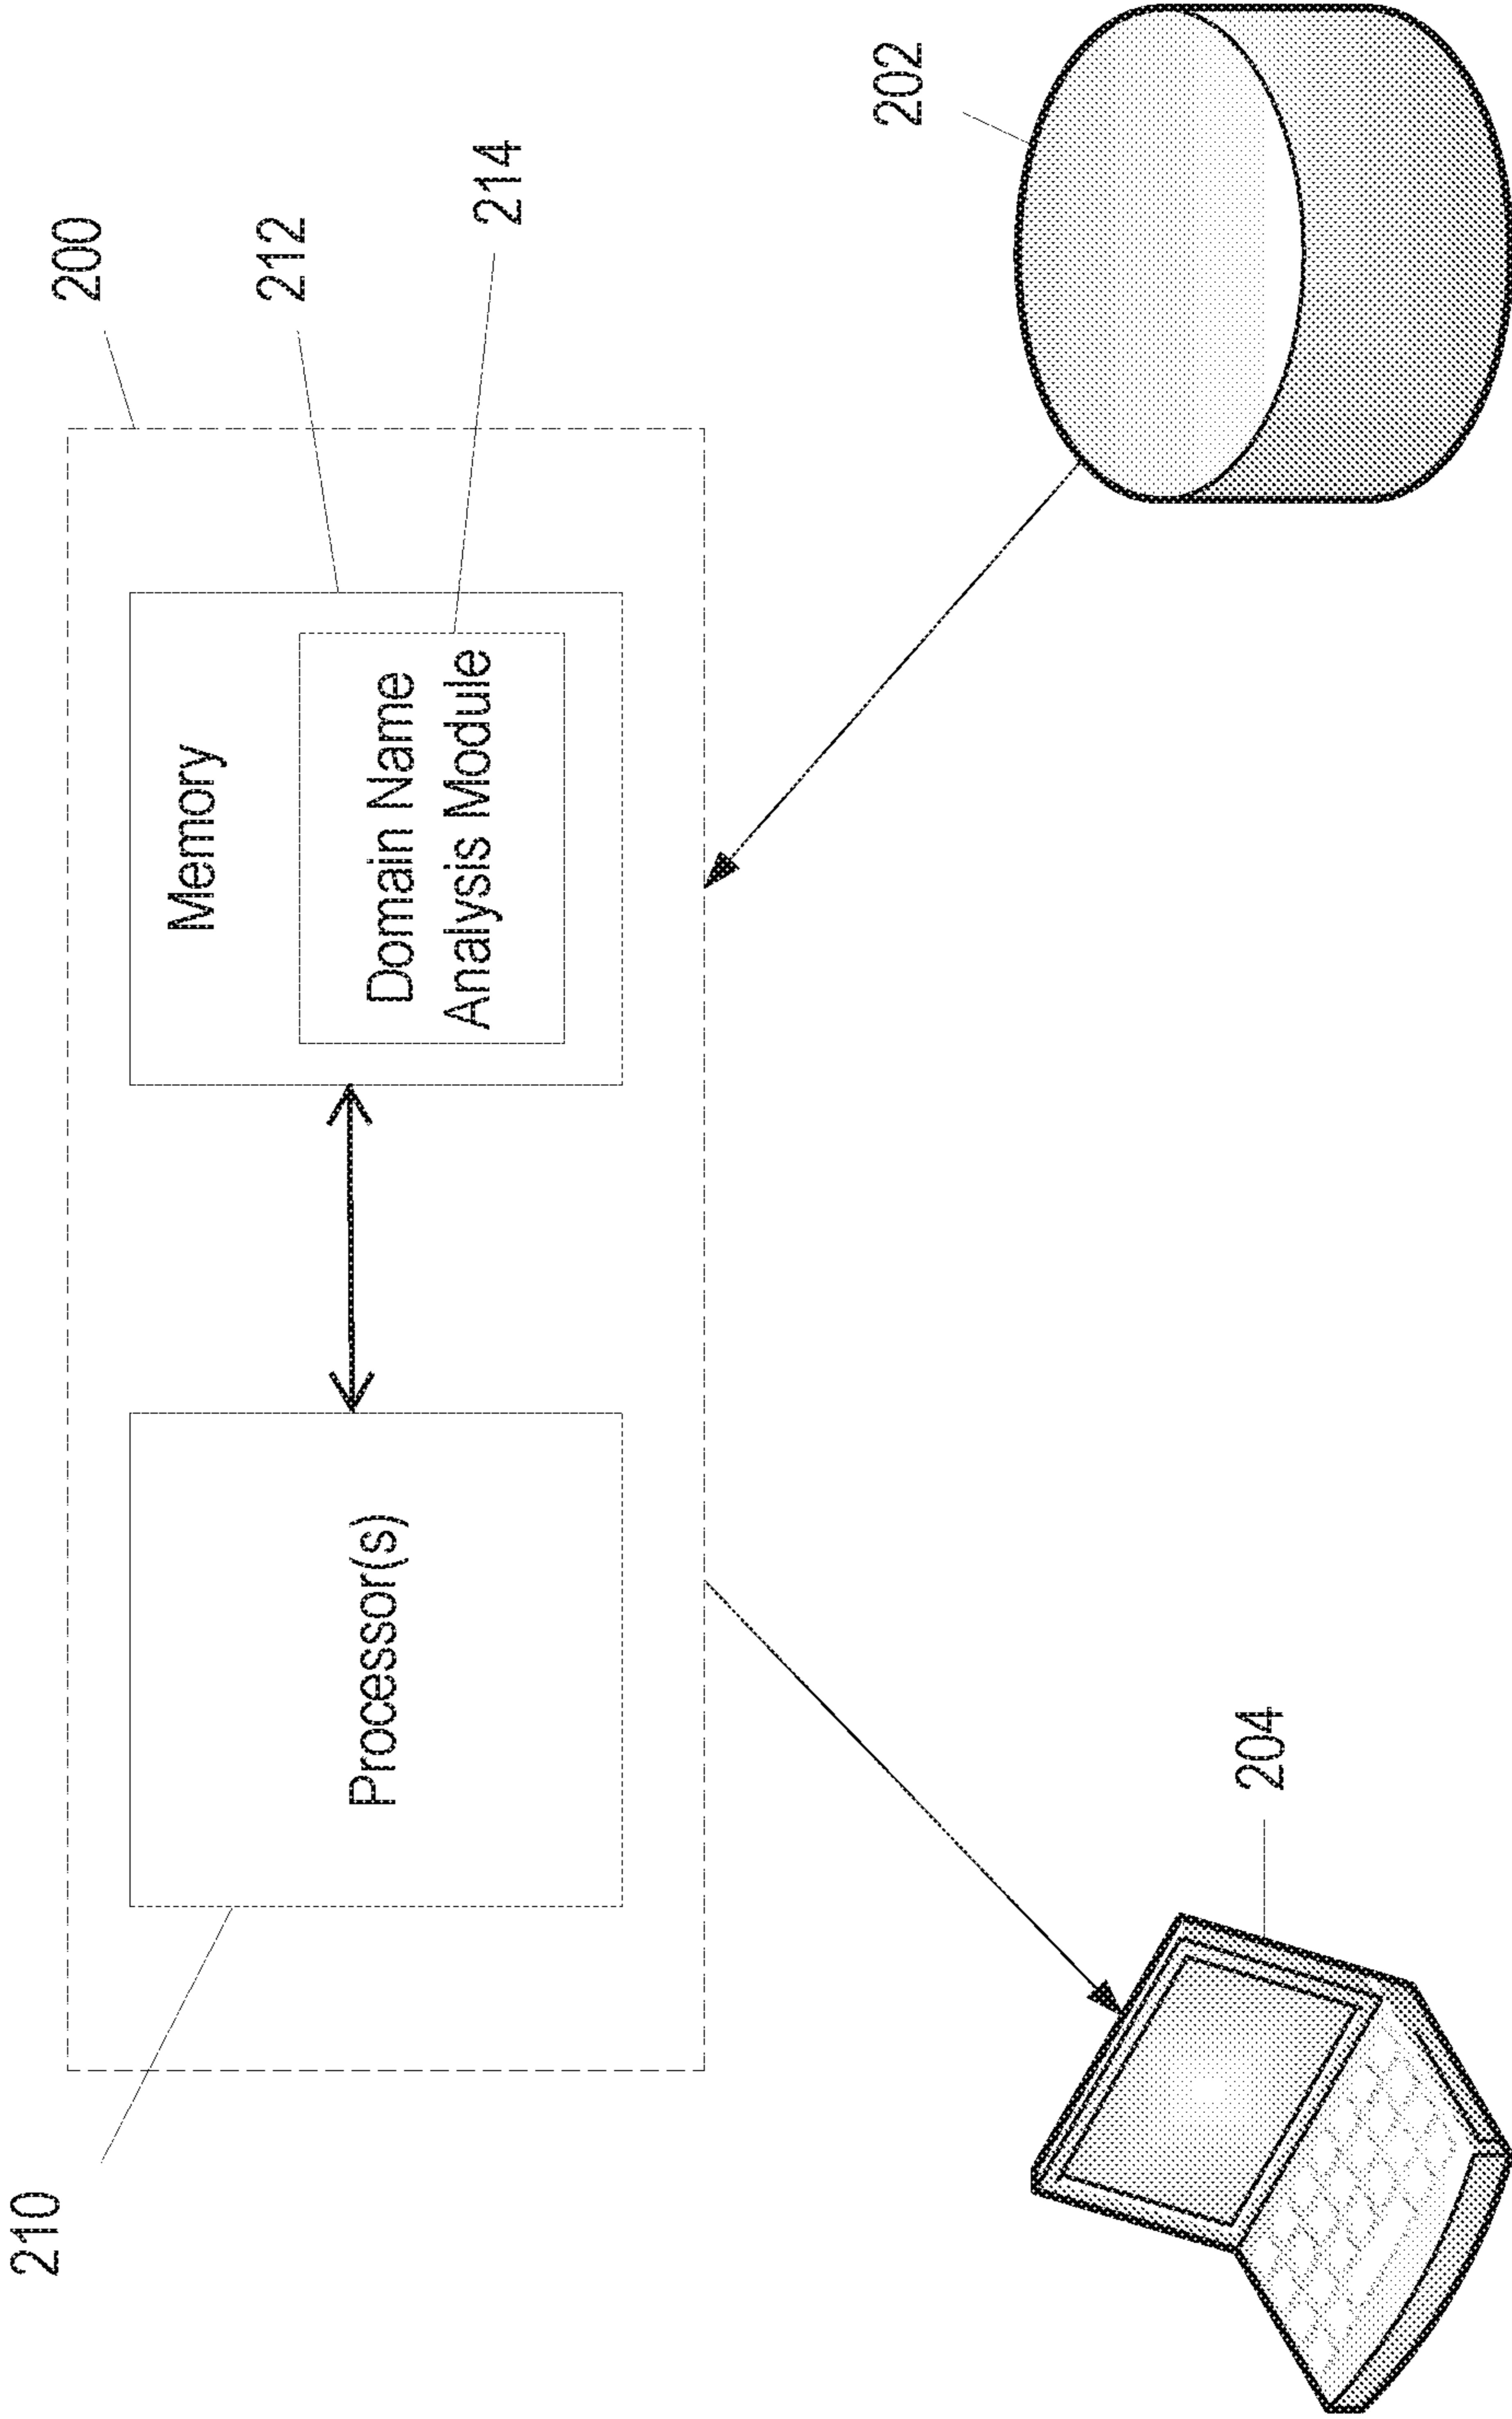 210
200
212
214
Processor(s)
Memory
Domain Name
Analysis Module
204
202